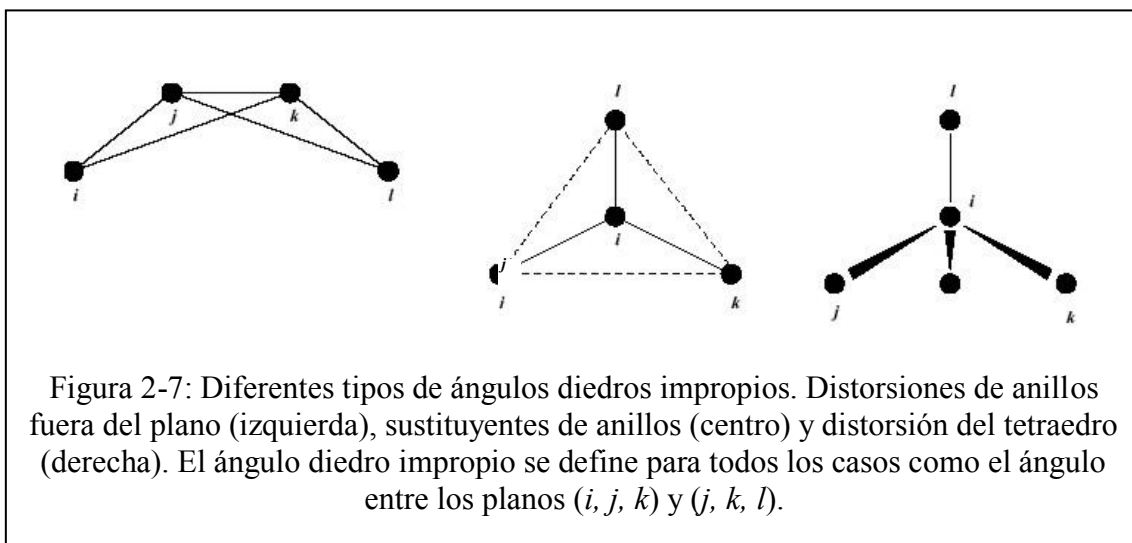 j k
i l
l
i
j
i k
l
i
j k
Figura 2-7: Diferentes tipos de ángulos diedros impropios. Distorsiones de anillos
fuera del plano (izquierda), sustituyentes de anillos (centro) y distorsión del tetraedro
(derecha). El ángulo diedro impropio se define para todos los casos como el ángulo
entre los planos (i, j, k) y (j, k, l).